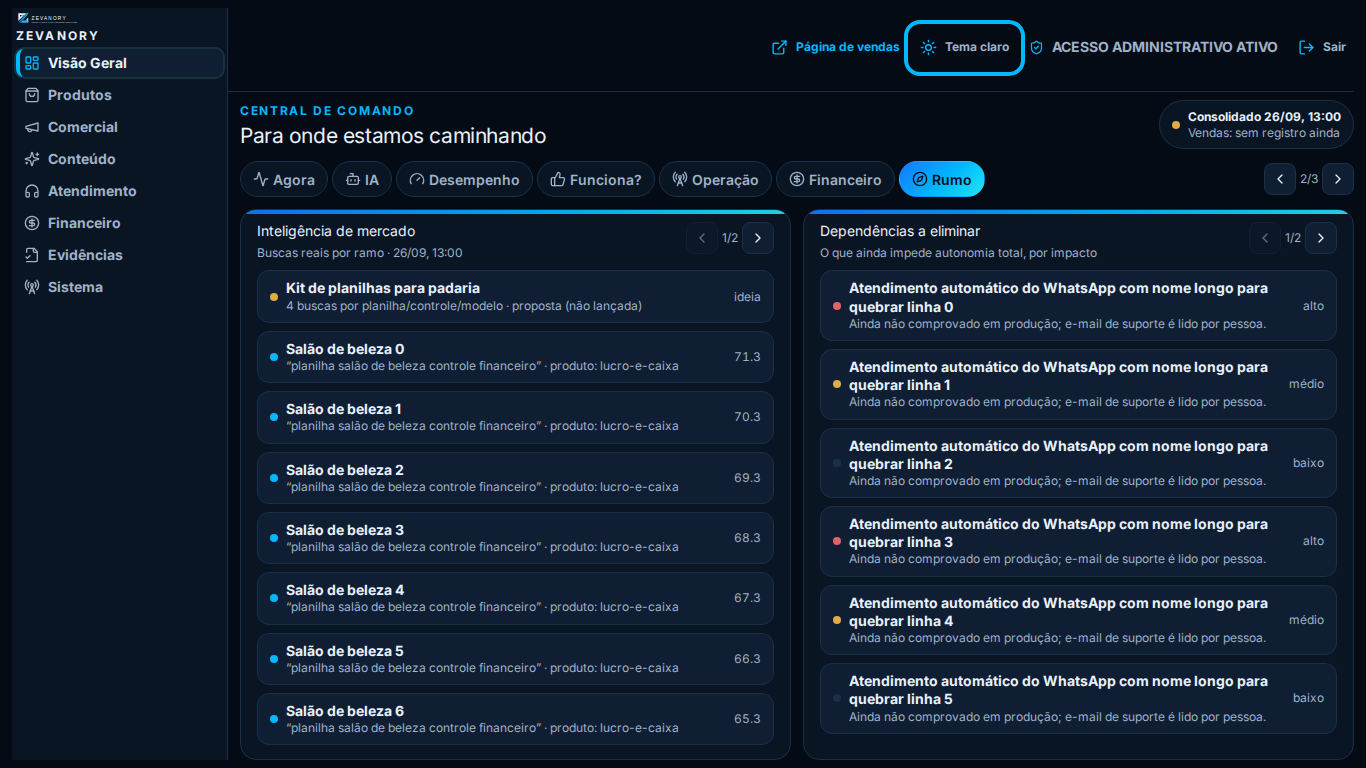 ZEVANORY
ZEVANORY
Visão Geral
Produtos
Comercial
Conteúdo
Atendimento
Financeiro
Evidências
Sistema
Página de vendas
Tema claro
ACESSO ADMINISTRATIVO ATIVO
Sair
CENTRAL DE COMANDO
Para onde estamos caminhando
Consolidado 26/09, 13:00
Vendas: sem registro ainda
Agora
IA
Desempenho
Funciona?
Operação
Financeiro
Rumo
2/3
Inteligência de mercado
Buscas reais por ramo · 26/09, 13:00
1/2
Kit de planilhas para padaria
4 buscas por planilha/controle/modelo · proposta (não lançada)
ideia
Salão de beleza 0
“planilha salão de beleza controle financeiro” · produto: lucro-e-caixa
71.3
Salão de beleza 1
“planilha salão de beleza controle financeiro” · produto: lucro-e-caixa
70.3
Salão de beleza 2
“planilha salão de beleza controle financeiro” · produto: lucro-e-caixa
69.3
Salão de beleza 3
“planilha salão de beleza controle financeiro” · produto: lucro-e-caixa
68.3
Salão de beleza 4
“planilha salão de beleza controle financeiro” · produto: lucro-e-caixa
67.3
Salão de beleza 5
“planilha salão de beleza controle financeiro” · produto: lucro-e-caixa
66.3
Salão de beleza 6
“planilha salão de beleza controle financeiro” · produto: lucro-e-caixa
65.3
Dependências a eliminar
O que ainda impede autonomia total, por impacto
1/2
Atendimento automático do WhatsApp com nome longo para
quebrar linha 0
Ainda não comprovado em produção; e-mail de suporte é lido por pessoa.
alto
Atendimento automático do WhatsApp com nome longo para
quebrar linha 1
Ainda não comprovado em produção; e-mail de suporte é lido por pessoa.
médio
Atendimento automático do WhatsApp com nome longo para
quebrar linha 2
Ainda não comprovado em produção; e-mail de suporte é lido por pessoa.
baixo
Atendimento automático do WhatsApp com nome longo para
quebrar linha 3
Ainda não comprovado em produção; e-mail de suporte é lido por pessoa.
alto
Atendimento automático do WhatsApp com nome longo para
quebrar linha 4
Ainda não comprovado em produção; e-mail de suporte é lido por pessoa.
médio
Atendimento automático do WhatsApp com nome longo para
quebrar linha 5
Ainda não comprovado em produção; e-mail de suporte é lido por pessoa.
baixo